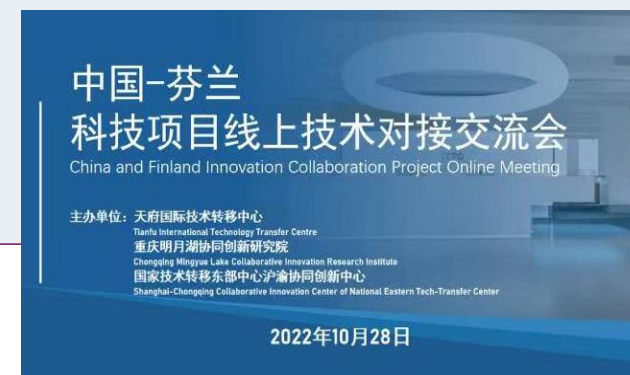 中国-芬兰
科技项目线上技术对接交流会
China and Finland Innovation Collaboration Project Online Meeting
主办单位：天府国际技术转移中心
Tianfu International Technology Transfer Centre
重庆明月湖协同创新研究院
Chongqing Mingyue Lake Collaborative Innovation Research Institute
国家技术转移东部中心沪渝协同创新中心
Shanghai-Chongqing Collaborative Innovation Center of National Eastern Tech-Transfer Center
2022年10月28日